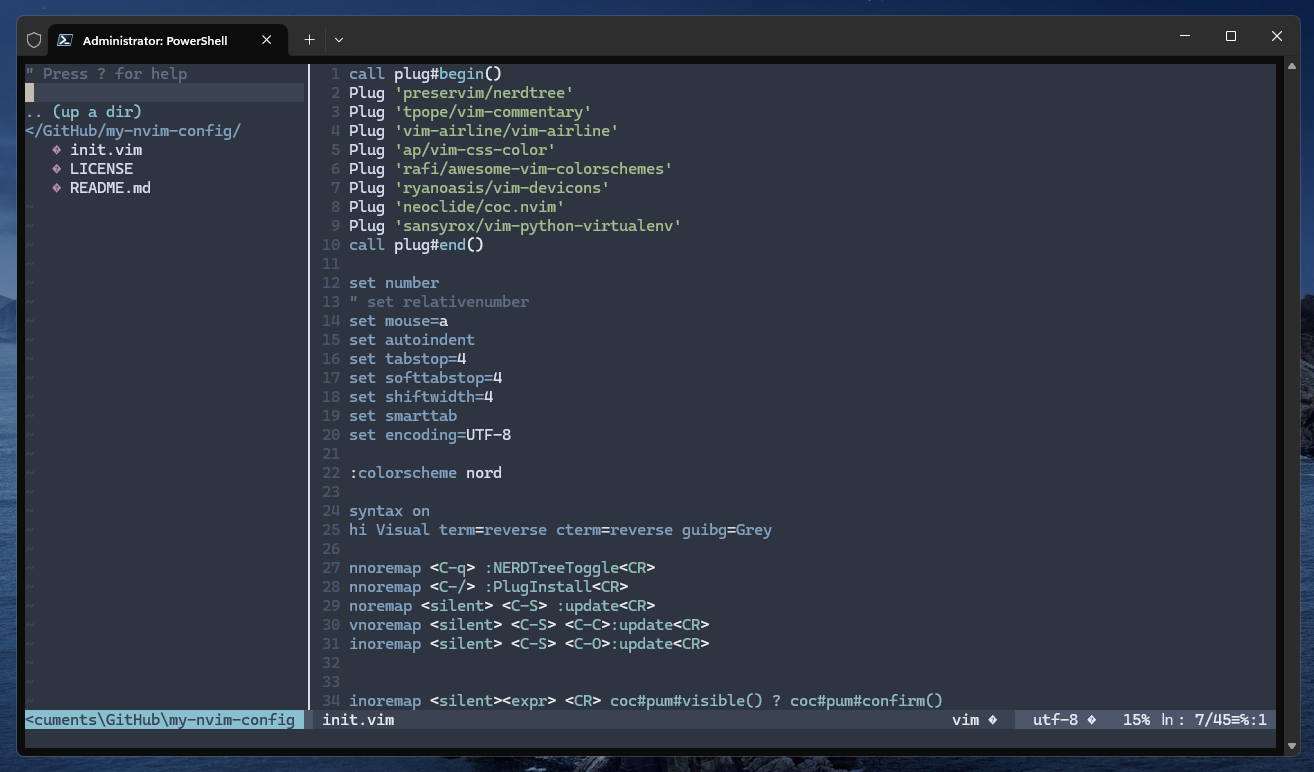 Administrator: PowerShell
" Press ? for help
.. (up a dir)
</GitHub/my-nvim-config/
init.vim
LICENSE
README.md
<cuments\GitHub\my-nvim-config
1 call plug#begin()
2 Plug 'preservim/nerdtree'
3 Plug 'tpope/vim-commentary'
4 Plug 'vim-airline/vim-airline'
5 Plug 'ap/vim-css-color'
6 Plug 'rafi/awesome-vim-colorschemes'
7 Plug 'ryanoasis/vim-devicons'
8 Plug 'neoclide/coc.nvim'
9 Plug 'sansyrox/vim-python-virtualenv'
10 call plug#end()
11
12 set number
13 " set relativenumber
14 set mouse=a
15 set autoindent
16 set tabstop=4
17 set softtabstop=4
18 set shiftwidth=4
19 set smarttab
20 set encoding=UTF-8
21
22 :colorscheme nord
23
24 syntax on
25 hi Visual term=reverse cterm=reverse guibg=Grey
26
27 nnoremap <C-q> :NERDTreeToggle<CR>
28 nnoremap <C-/> :PlugInstall<CR>
29 noremap <silent> <C-S> :update<CR>
30 vnoremap <silent> <C-S> <C-C>:update<CR>
31 inoremap <silent> <C-S> <C-O>:update<CR>
32
33
34 inoremap <silent><expr> <CR> coc#pum#visible() ? coc#pum#confirm()
init.vim vim � utf-8 � 15% ln: 7/45≡%:1